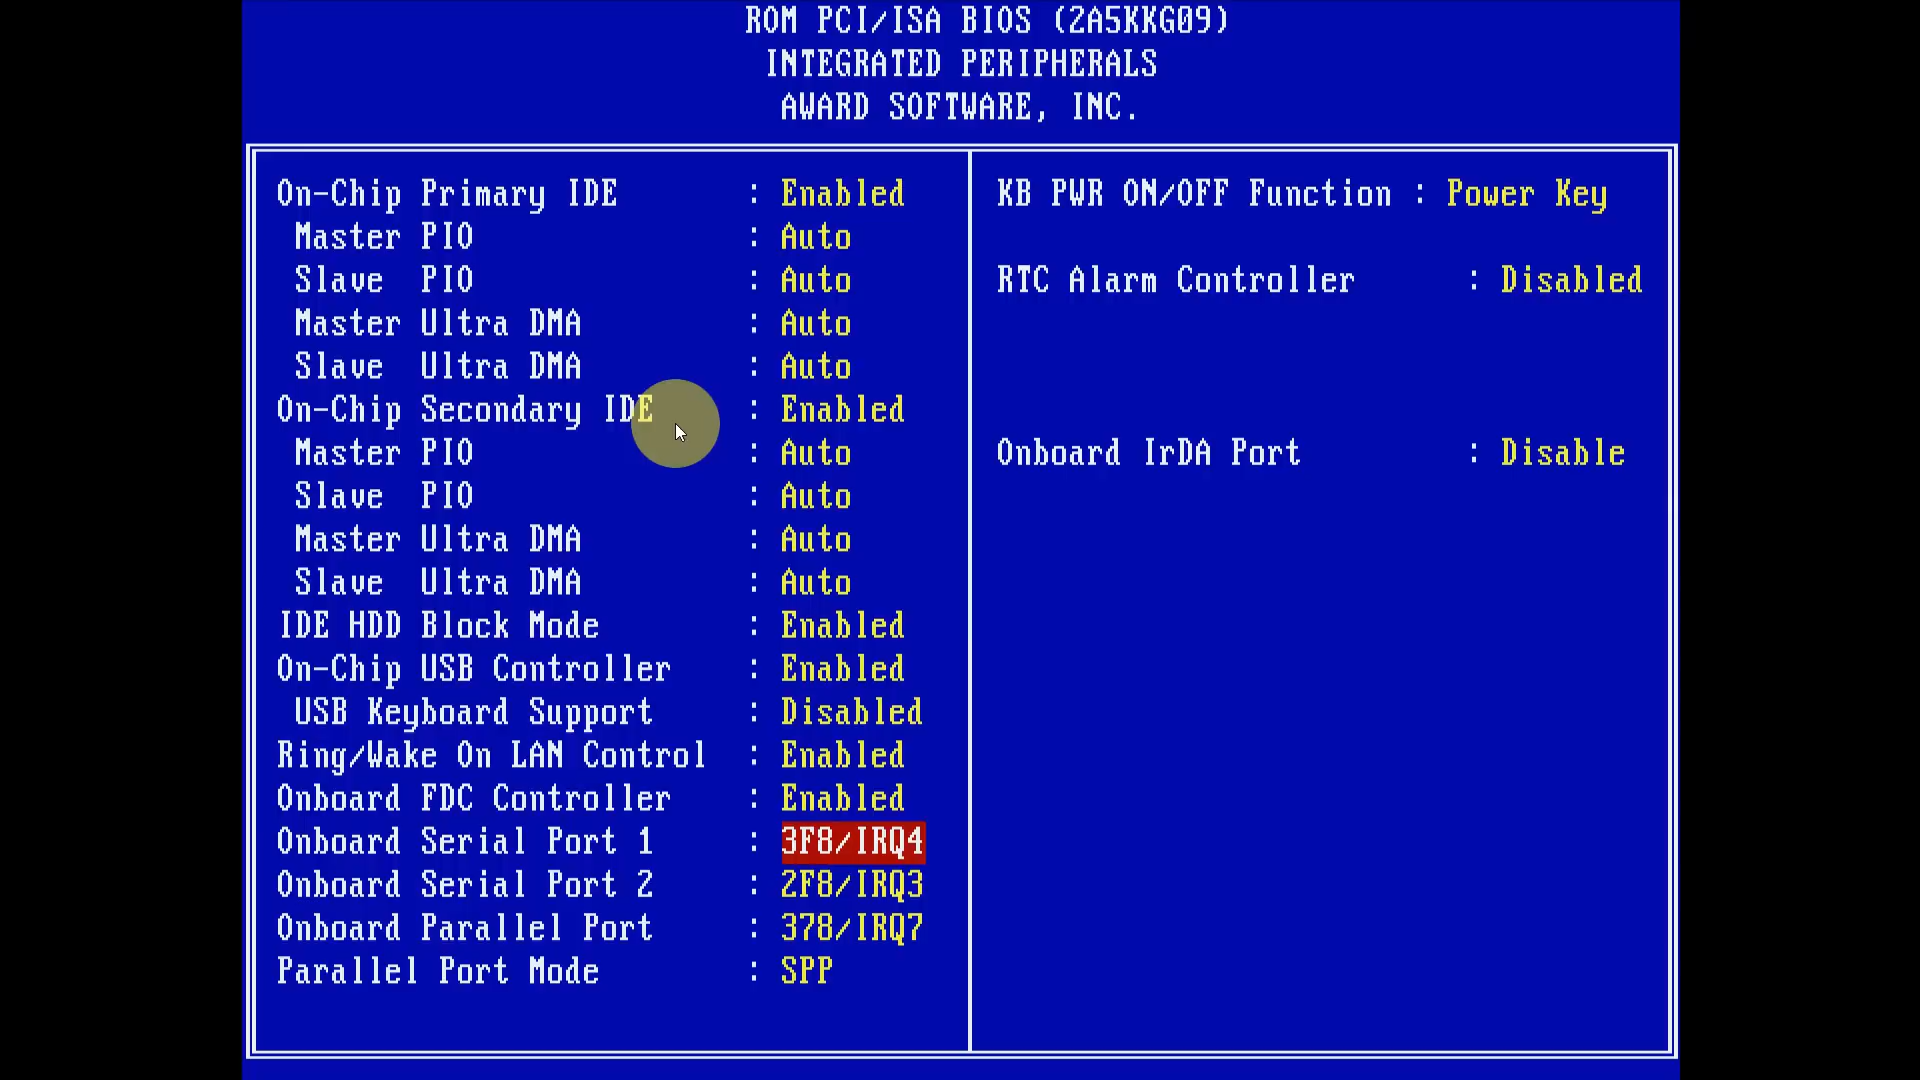 ROM PCI/ISA BIOS (2A5KKG09)
INTEGRATED PERIPHERALS
AWARD SOFTWARE, INC.
On-Chip Primary IDE : Enabled
Master PIO : Auto
Slave PIO : Auto
Master Ultra DMA : Auto
Slave Ultra DMA : Auto
On-Chip Secondary IDE : Enabled
Master PIO : Auto
Slave PIO : Auto
Master Ultra DMA : Auto
Slave Ultra DMA : Auto
IDE HDD Block Mode : Enabled
On-Chip USB Controller : Enabled
USB Keyboard Support : Disabled
Ring/Wake On LAN Control : Enabled
Onboard FDC Controller : Enabled
Onboard Serial Port 1 : 3F8/IRQ4
Onboard Serial Port 2 : 2F8/IRQ3
Onboard Parallel Port : 378/IRQ7
Parallel Port Mode : SPP
KB PWR ON/OFF Function : Power Key
RTC Alarm Controller : Disabled
Onboard IrDA Port : Disable